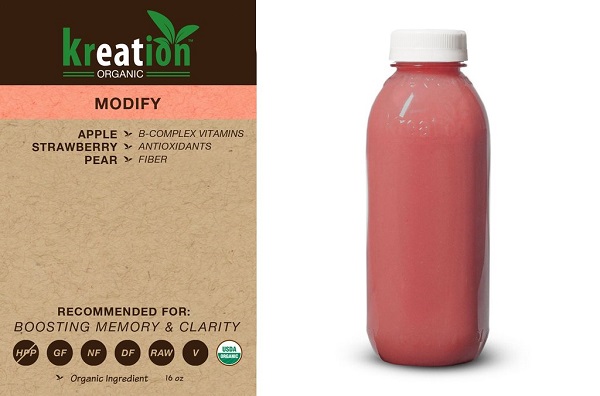 kreation™
ORGANIC
MODIFY
APPLE B-COMPLEX VITAMINS
STRAWBERRY ANTIOXIDANTS
PEAR FIBER
RECOMMENDED FOR:
BOOSTING MEMORY & CLARITY
HPP GF NF DF RAW V USDA ORGANIC
Organic Ingredient 16 oz